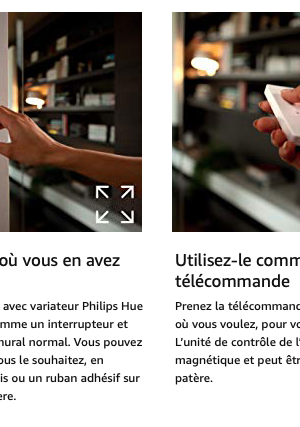 où vous en avez
avec variateur Philips Hue
mme un interrupteur et
mural normal. Vous pouvez
ous le souhaitez, en
is ou un ruban adhésif sur
ère.
Utilisez-le comm
télécommande
Prenez la télécommand
où vous voulez, pour vo
L'unité de contrôle de l'
magnétique et peut êtr
patère.